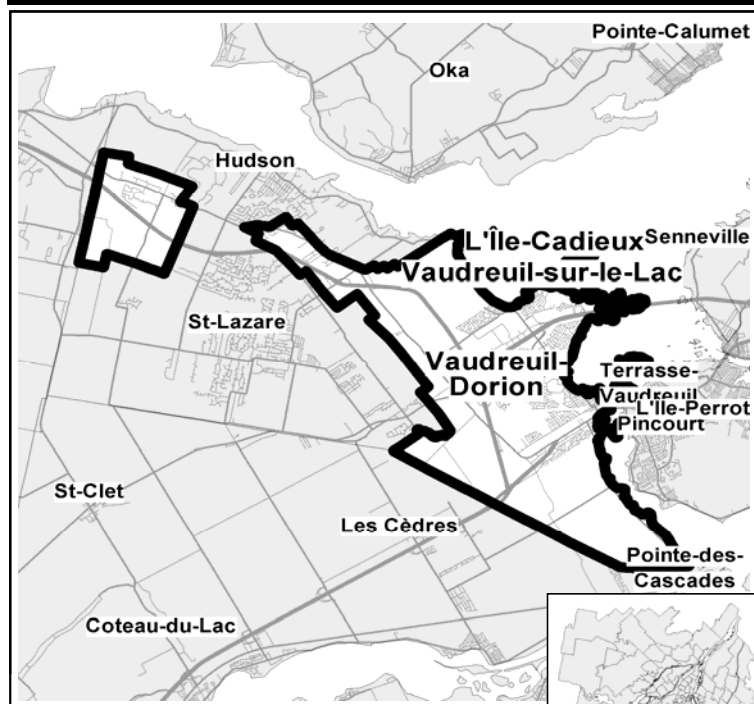 Pointe-Calumet
Oka
Hudson
L'Île-Cadieux
Senneville
Vaudreuil-sur-le-Lac
St-Lazare
Vaudreuil-
Dorion
Terrasse-
Vaudreuil
L'Ile-Perrot
Pincourt
St-Clet
Les Cèdres
Pointe-des-
Cascades
Coteau-du-Lac